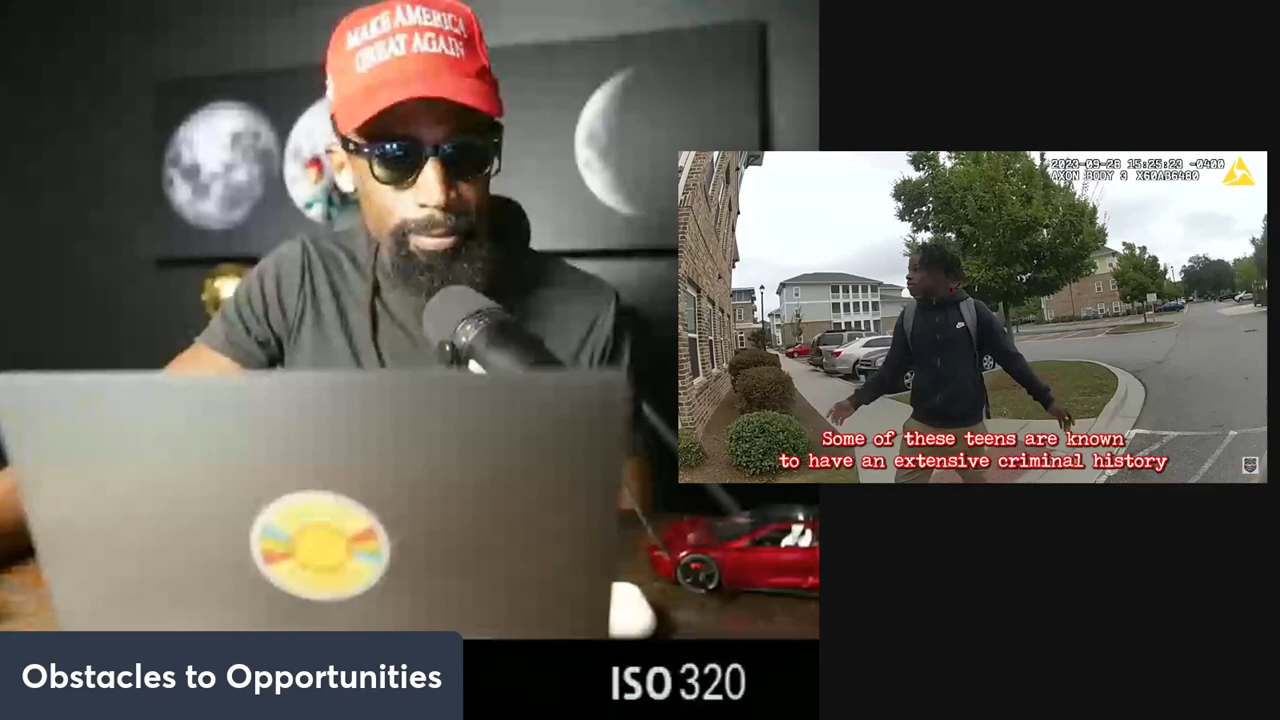 MAKE AMERICA
GREAT AGAIN
2023-09-28 15:25:23 -0400
AXON BODY 3 X60AB6480
Some of these teens are known
to have an extensive criminal history
Obstacles to Opportunities
ISO 320